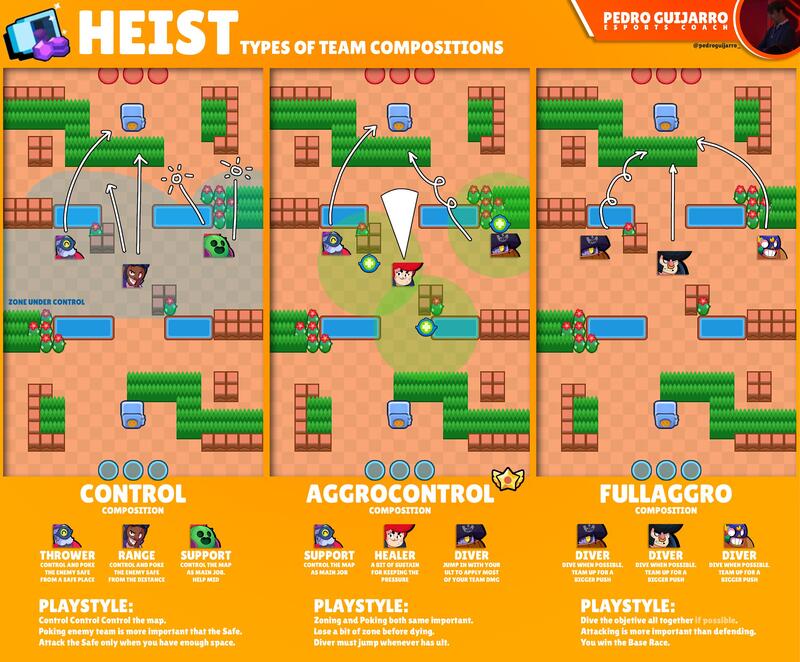 HEIST TYPES OF TEAM COMPOSITIONS
PEDRO GUIJARRO
ESPORTS COACH
@pedroguijarro_
ZONE UNDER CONTROL
CONTROL
COMPOSITION
THROWER
CONTROL AND POKE
THE ENEMY SAFE
FROM A SAFE PLACE
RANGE
CONTROL AND POKE
THE ENEMY SAFE
FROM THE DISTANCE
SUPPORT
CONTROL THE MAP
AS MAIN JOB.
HELP MID
PLAYSTYLE:
Control Control Control the map.
Poking enemy team is more important that the Safe.
Attack the Safe only when you have enough space.
AGGROCONTROL
COMPOSITION
SUPPORT
CONTROL THE MAP
AS MAIN JOB
HEALER
A BIT OF SUSTAIN
FOR KEEPING THE
PRESSURE
DIVER
JUMP IN WITH YOUR
ULT TO APPLY MOST
OF YOUR TEAM DMG
PLAYSTYLE:
Zoning and Poking both same important.
Lose a bit of zone before dying.
Diver must jump whenever has ult.
FULLAGGRO
COMPOSITION
DIVER
DIVE WHEN POSSIBLE.
TEAM UP FOR A
BIGGER PUSH
DIVER
DIVE WHEN POSSIBLE.
TEAM UP FOR A
BIGGER PUSH
DIVER
DIVE WHEN POSSIBLE.
TEAM UP FOR A
BIGGER PUSH
PLAYSTYLE:
Dive the objetive all together if possible.
Attacking is more important than defending.
You win the Base Race.